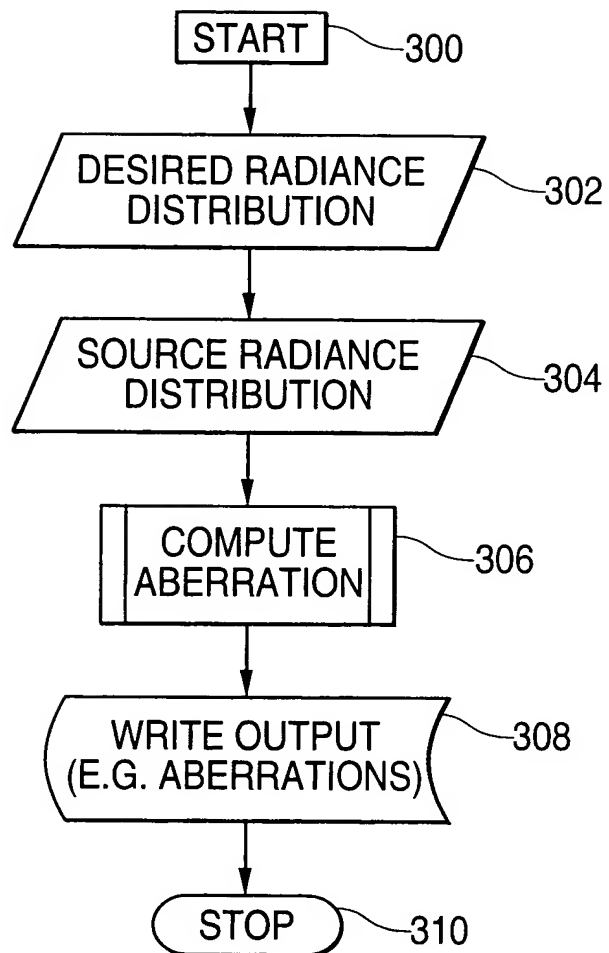 START
300
DESIRED RADIANCE
DISTRIBUTION
302
SOURCE RADIANCE
DISTRIBUTION
304
COMPUTE
ABERRATION
306
WRITE OUTPUT
(E.G. ABERRATIONS)
308
STOP
310